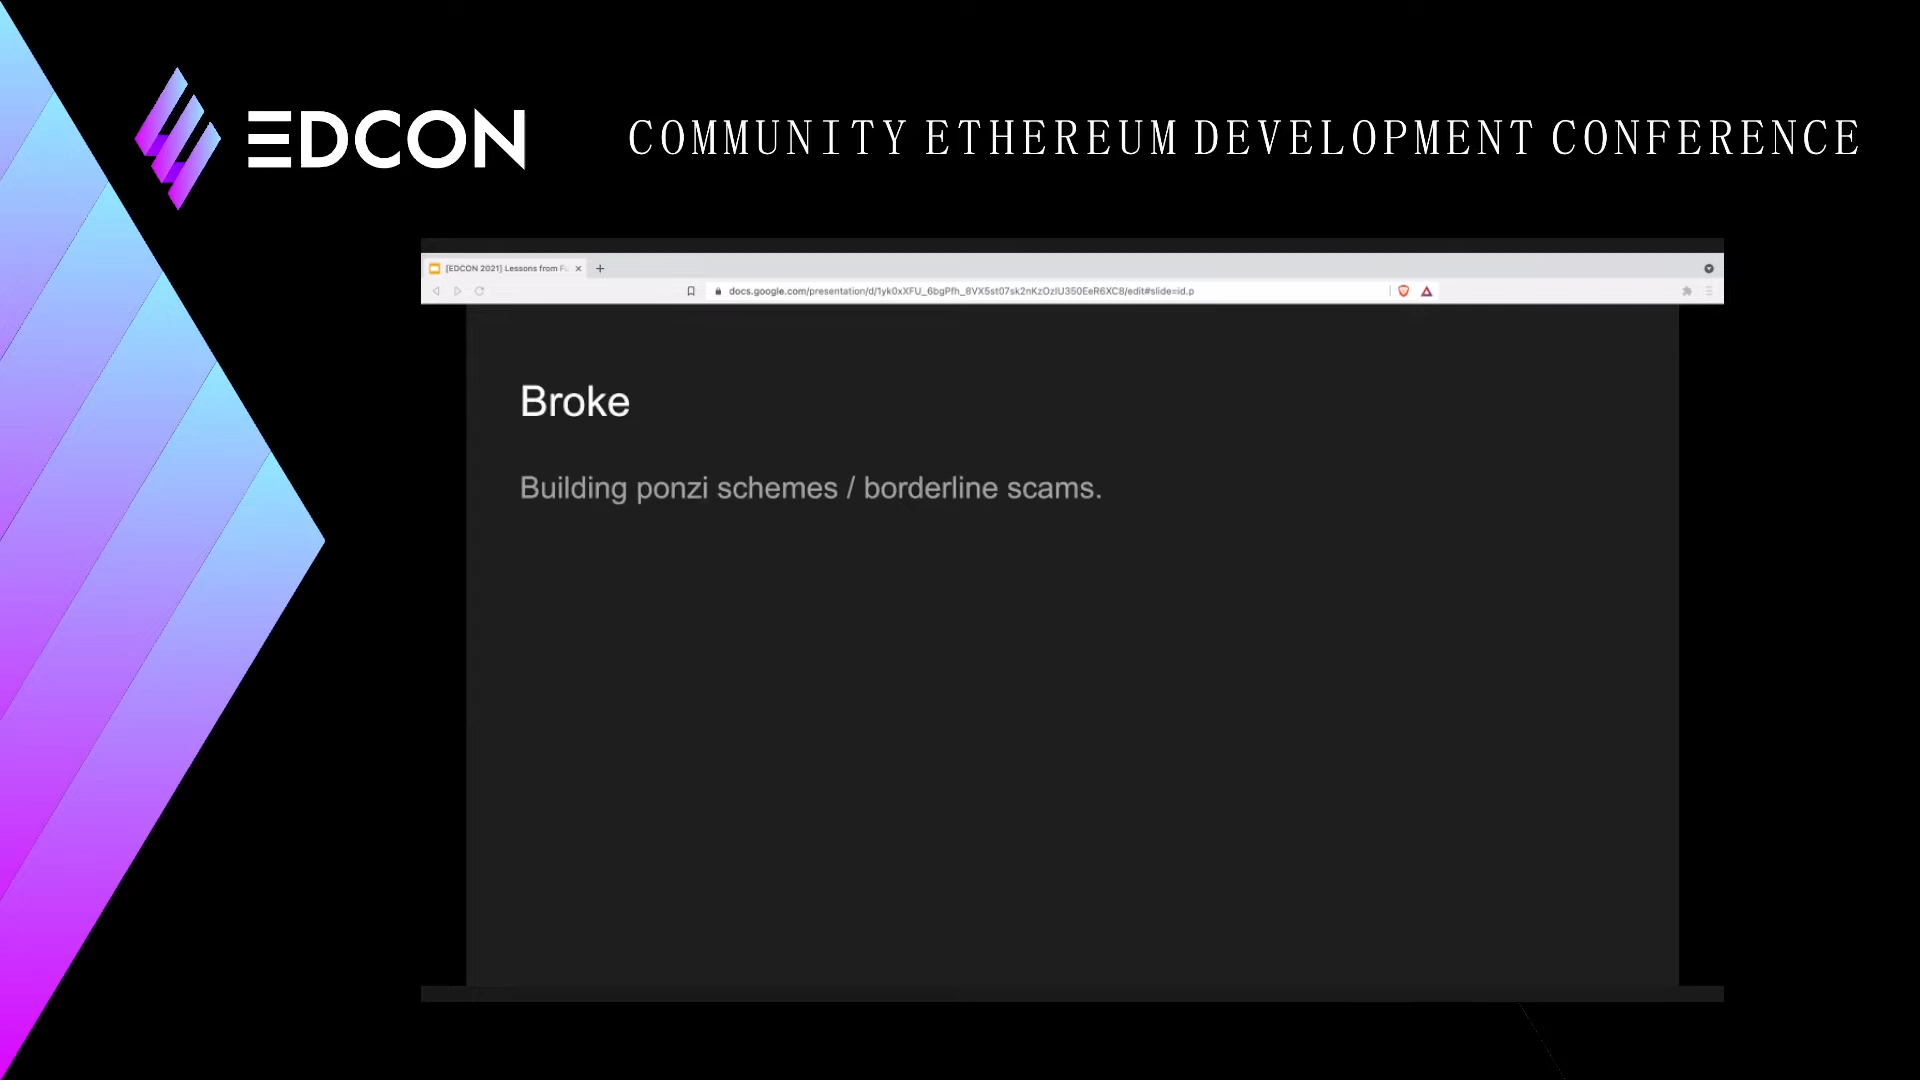 EDCON
COMMUNITY ETHEREUM DEVELOPMENT CONFERENCE
[EDCON 2021] Lessons from
docs.google.com/presentation/d/1yk0xXFU_6bgPfh_8VX5st07sk2nKzOzIU350EeR6XC8/edit#slide=id.p
Broke
Building ponzi schemes / borderline scams.